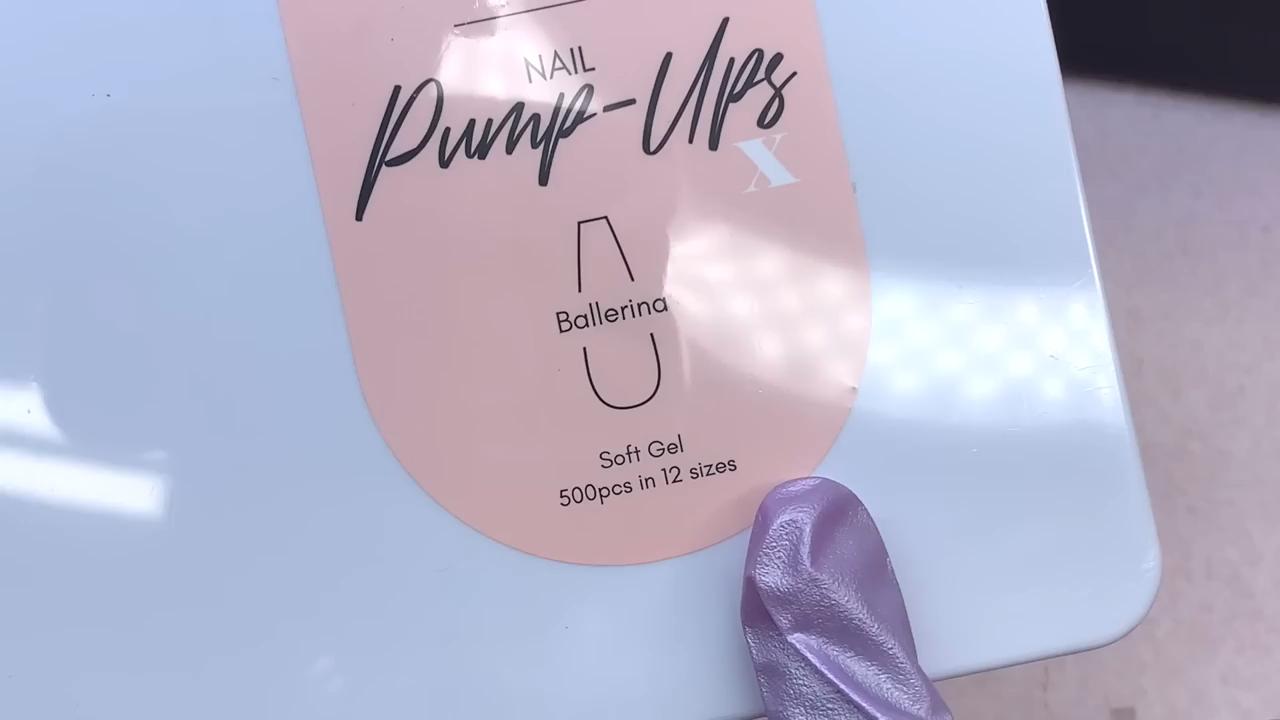 NAIL
Pump-Ups
X
Ballerina
Soft Gel
500pcs in 12 sizes